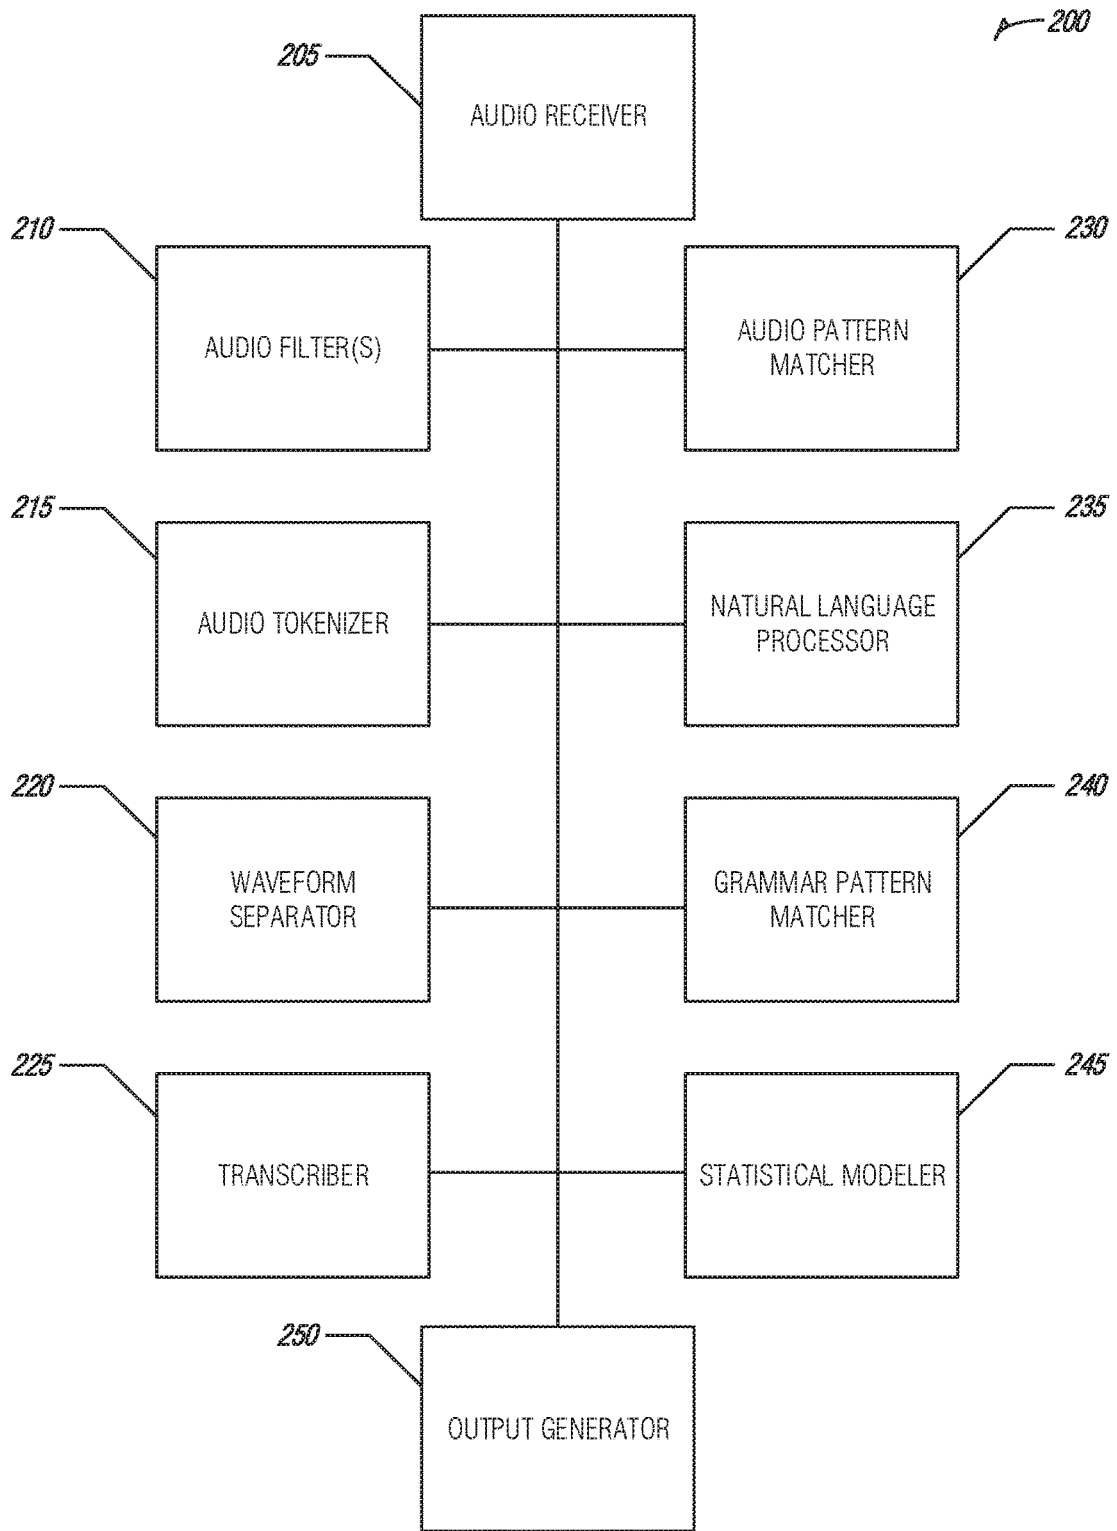 200
205
AUDIO RECEIVER
210
AUDIO FILTER(S)
230
AUDIO PATTERN
MATCHER
215
AUDIO TOKENIZER
235
NATURAL LANGUAGE
PROCESSOR
220
WAVEFORM
SEPARATOR
240
GRAMMAR PATTERN
MATCHER
225
TRANSCRIBER
245
STATISTICAL MODELER
250
OUTPUT GENERATOR